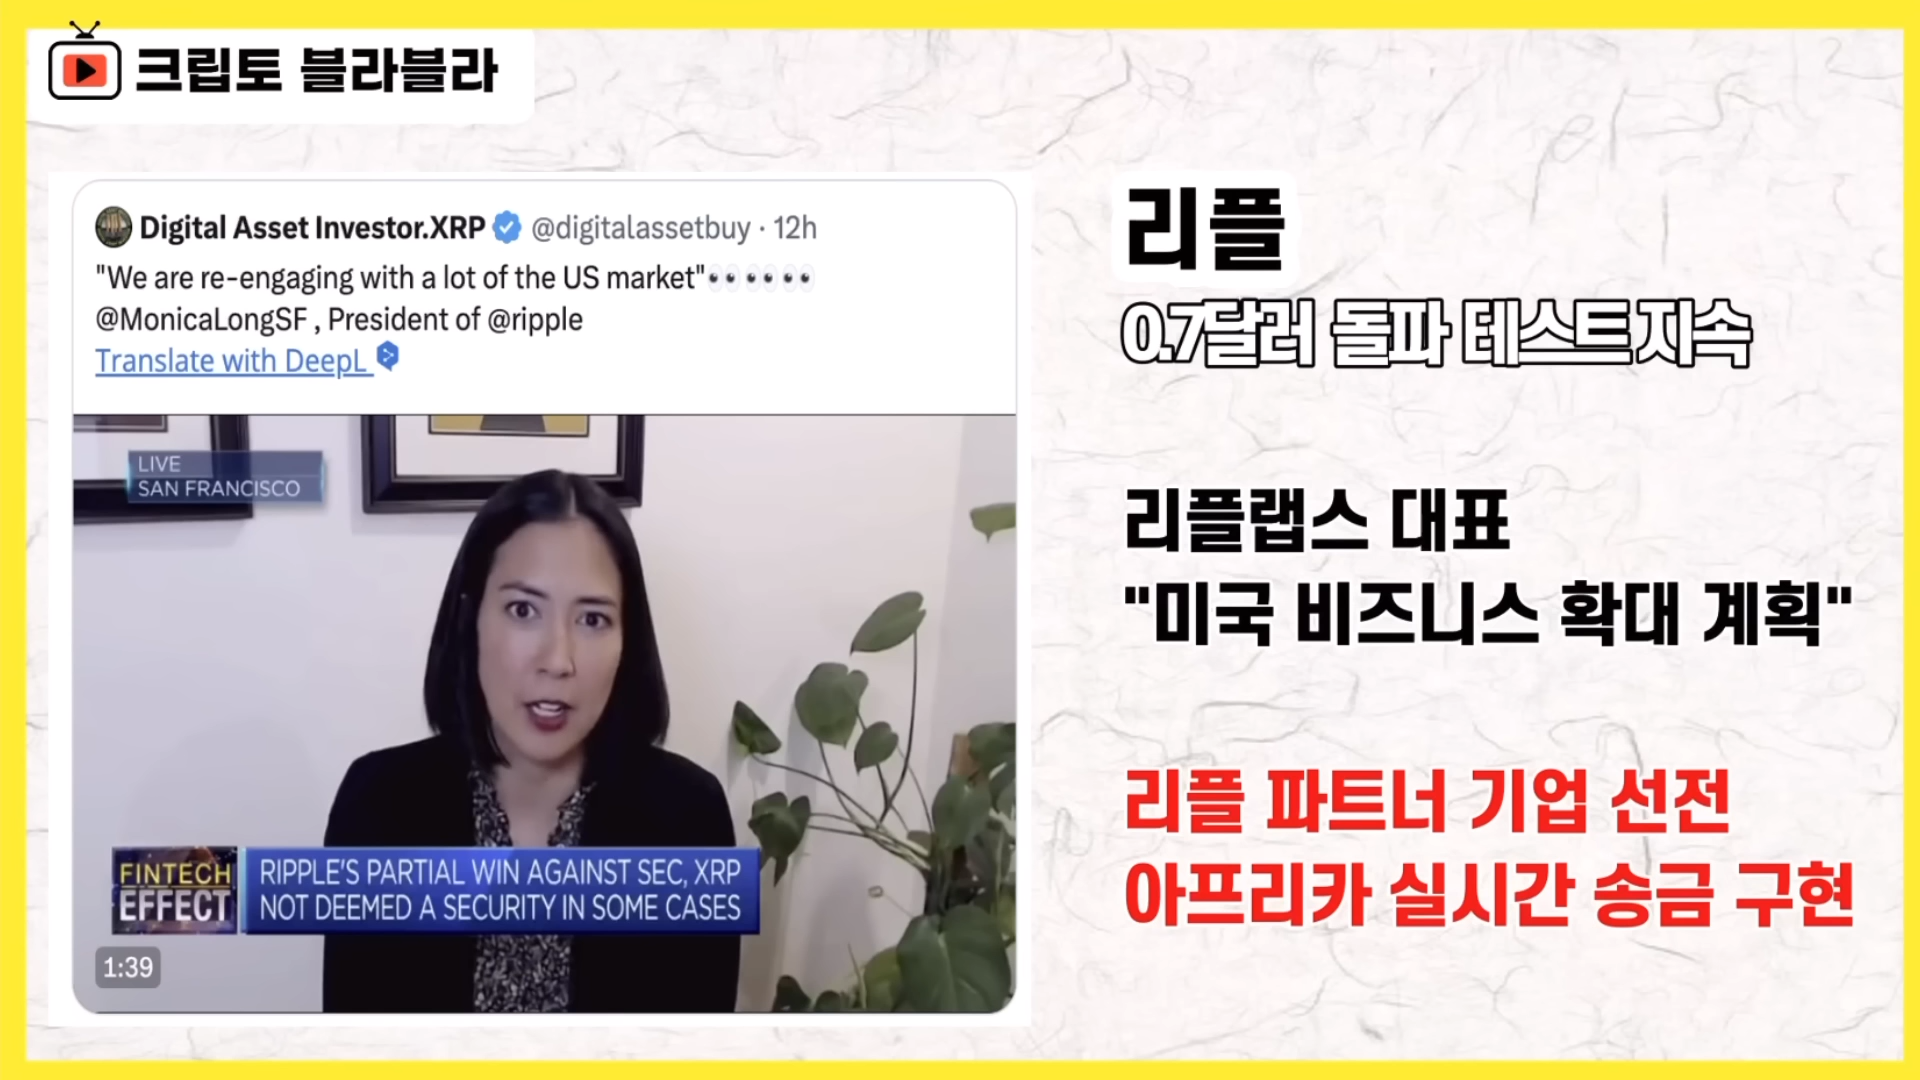 크립토 블라블라
Digital Asset Investor.XRP @digitalassetbuy · 12h
"We are re-engaging with a lot of the US market"👀👀👀
@MonicaLongSF , President of @ripple
Translate with DeepL
LIVE
SAN FRANCISCO
FINTECH
EFFECT
RIPPLE'S PARTIAL WIN AGAINST SEC, XRP
NOT DEEMED A SECURITY IN SOME CASES
1:39
리플
0.7달러 돌파 테스트 지속
리플랩스 대표
"미국 비즈니스 확대 계획"
리플 파트너 기업 선전
아프리카 실시간 송금 구현